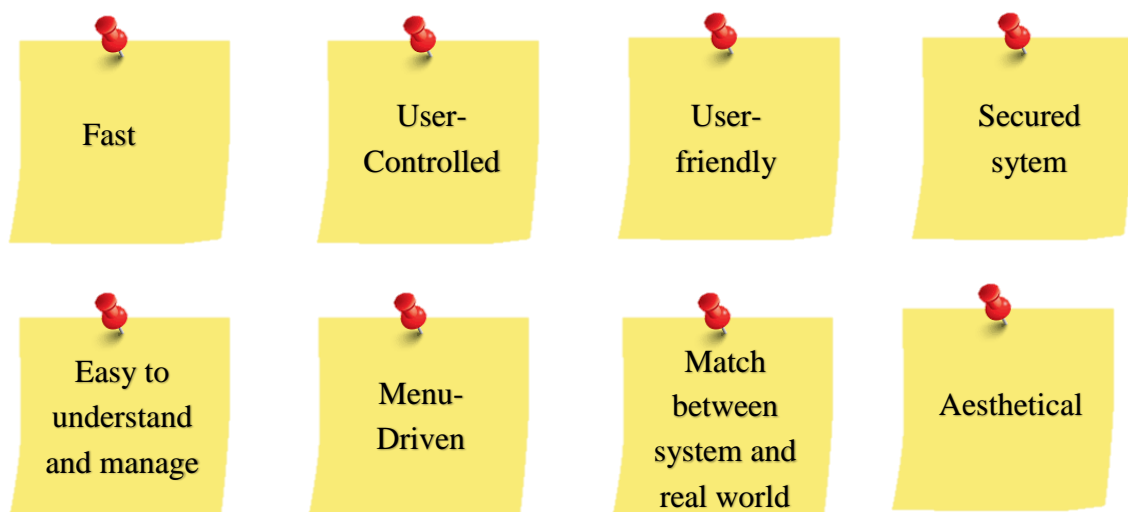 Fast
User-
Controlled
User-
friendly
Secured
sytem
Easy to
understand
and manage
Menu-
Driven
Match
between
system and
real world
Aesthetical